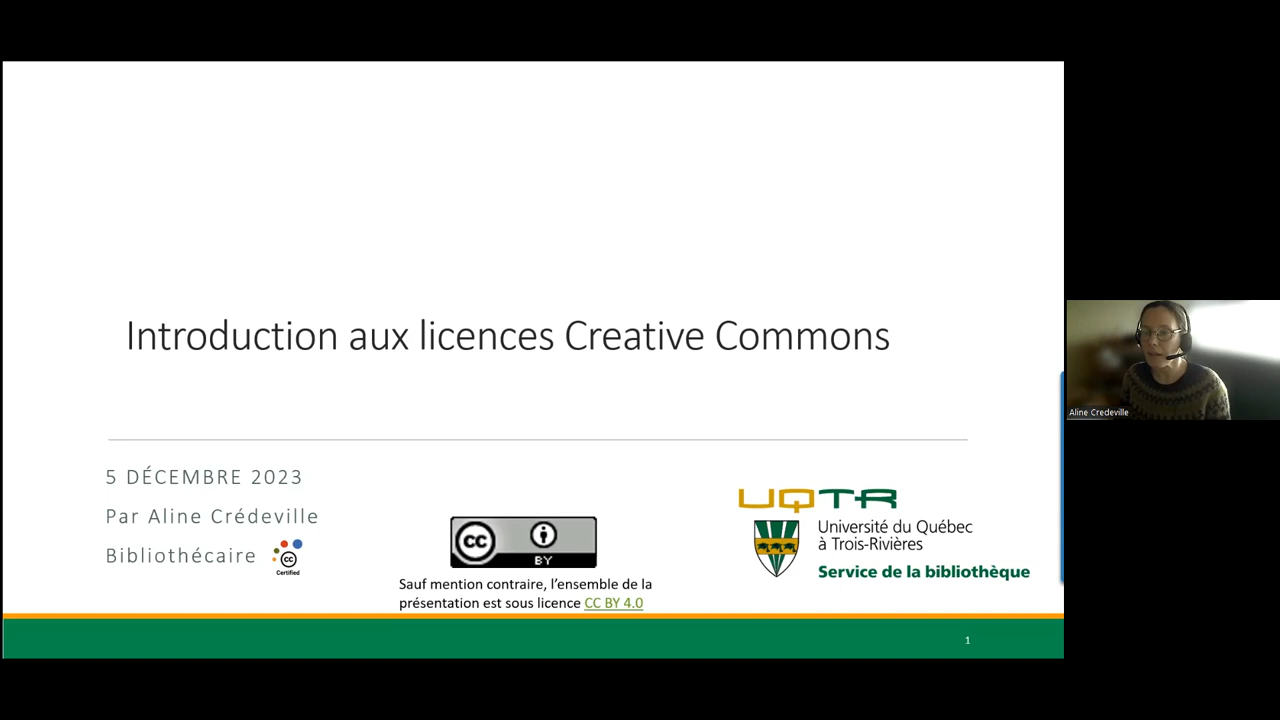 Introduction aux licences Creative Commons
5 DÉCEMBRE 2023
Par Aline Crédeville
Bibliothécaire
cc
Certified
cc
BY
Sauf mention contraire, l'ensemble de la
présentation est sous licence CC BY 4.0
UQTR
Université du Québec
à Trois-Rivières
Service de la bibliothèque
1
Aline Credeville